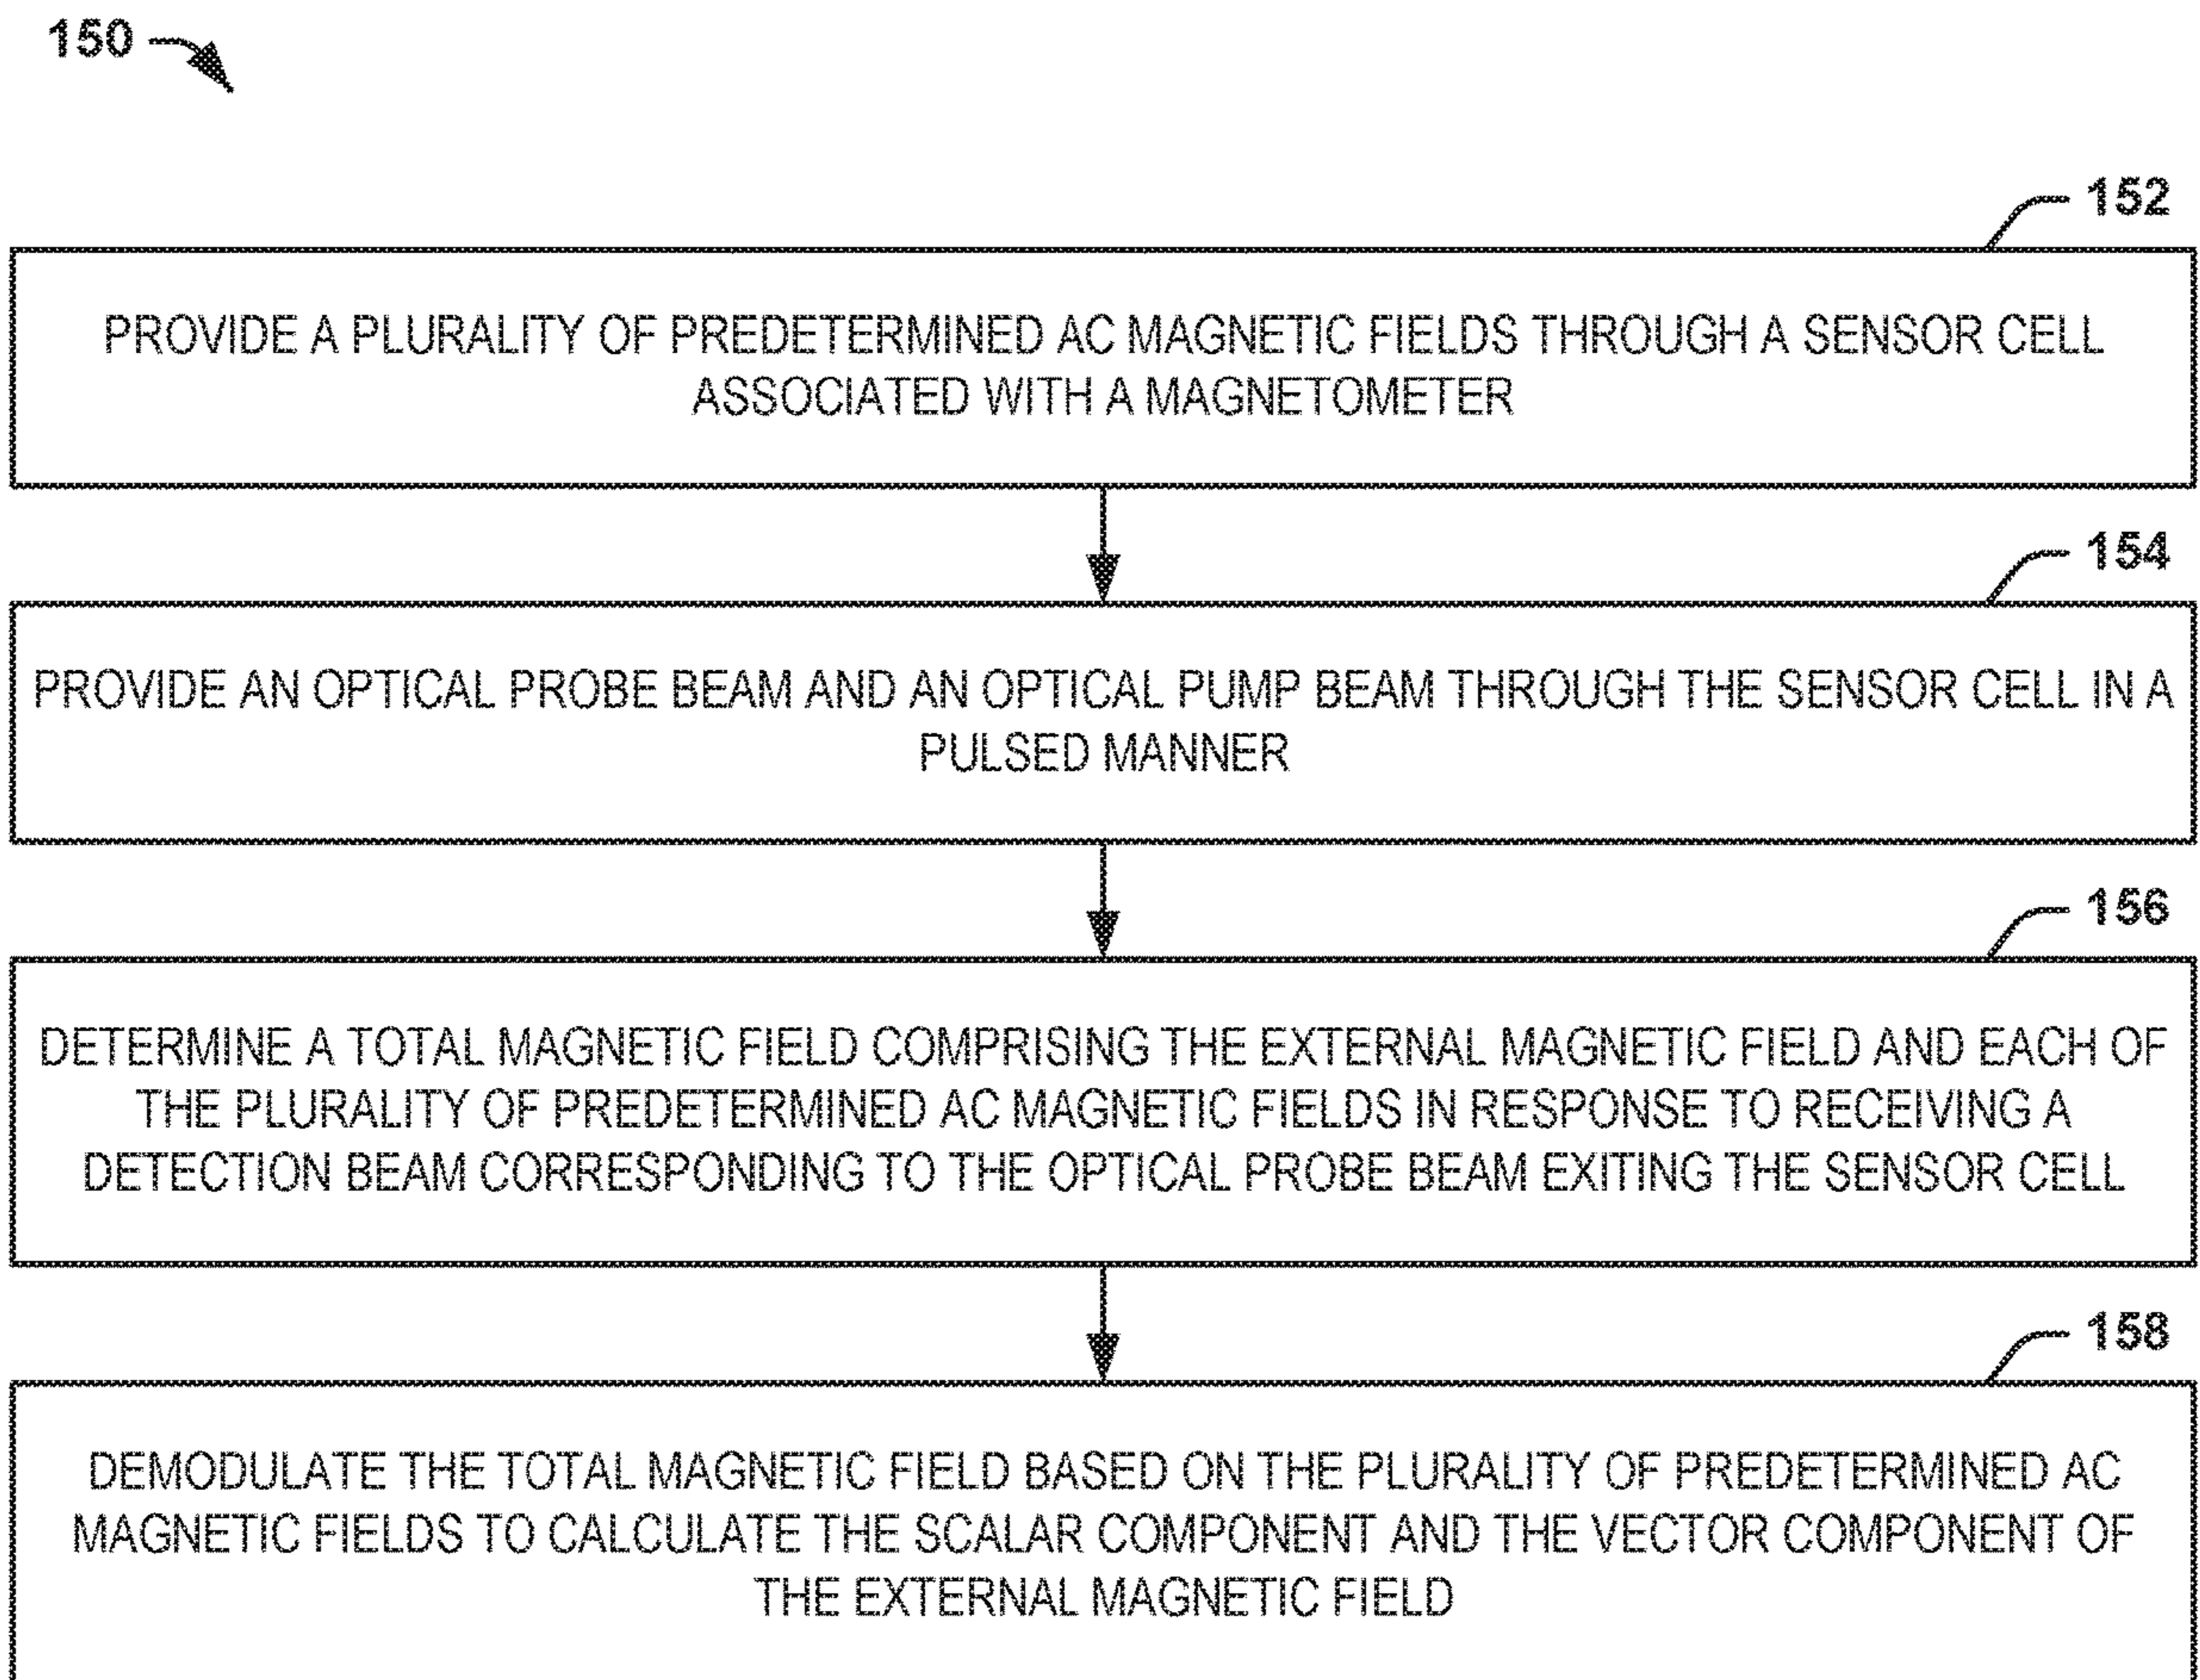 150
152
PROVIDE A PLURALITY OF PREDETERMINED AC MAGNETIC FIELDS THROUGH A SENSOR CELL
ASSOCIATED WITH A MAGNETOMETER
154
PROVIDE AN OPTICAL PROBE BEAM AND AN OPTICAL PUMP BEAM THROUGH THE SENSOR CELL IN A
PULSED MANNER
156
DETERMINE A TOTAL MAGNETIC FIELD COMPRISING THE EXTERNAL MAGNETIC FIELD AND EACH OF
THE PLURALITY OF PREDETERMINED AC MAGNETIC FIELDS IN RESPONSE TO RECEIVING A
DETECTION BEAM CORRESPONDING TO THE OPTICAL PROBE BEAM EXITING THE SENSOR CELL
158
DEMODULATE THE TOTAL MAGNETIC FIELD BASED ON THE PLURALITY OF PREDETERMINED AC
MAGNETIC FIELDS TO CALCULATE THE SCALAR COMPONENT AND THE VECTOR COMPONENT OF
THE EXTERNAL MAGNETIC FIELD